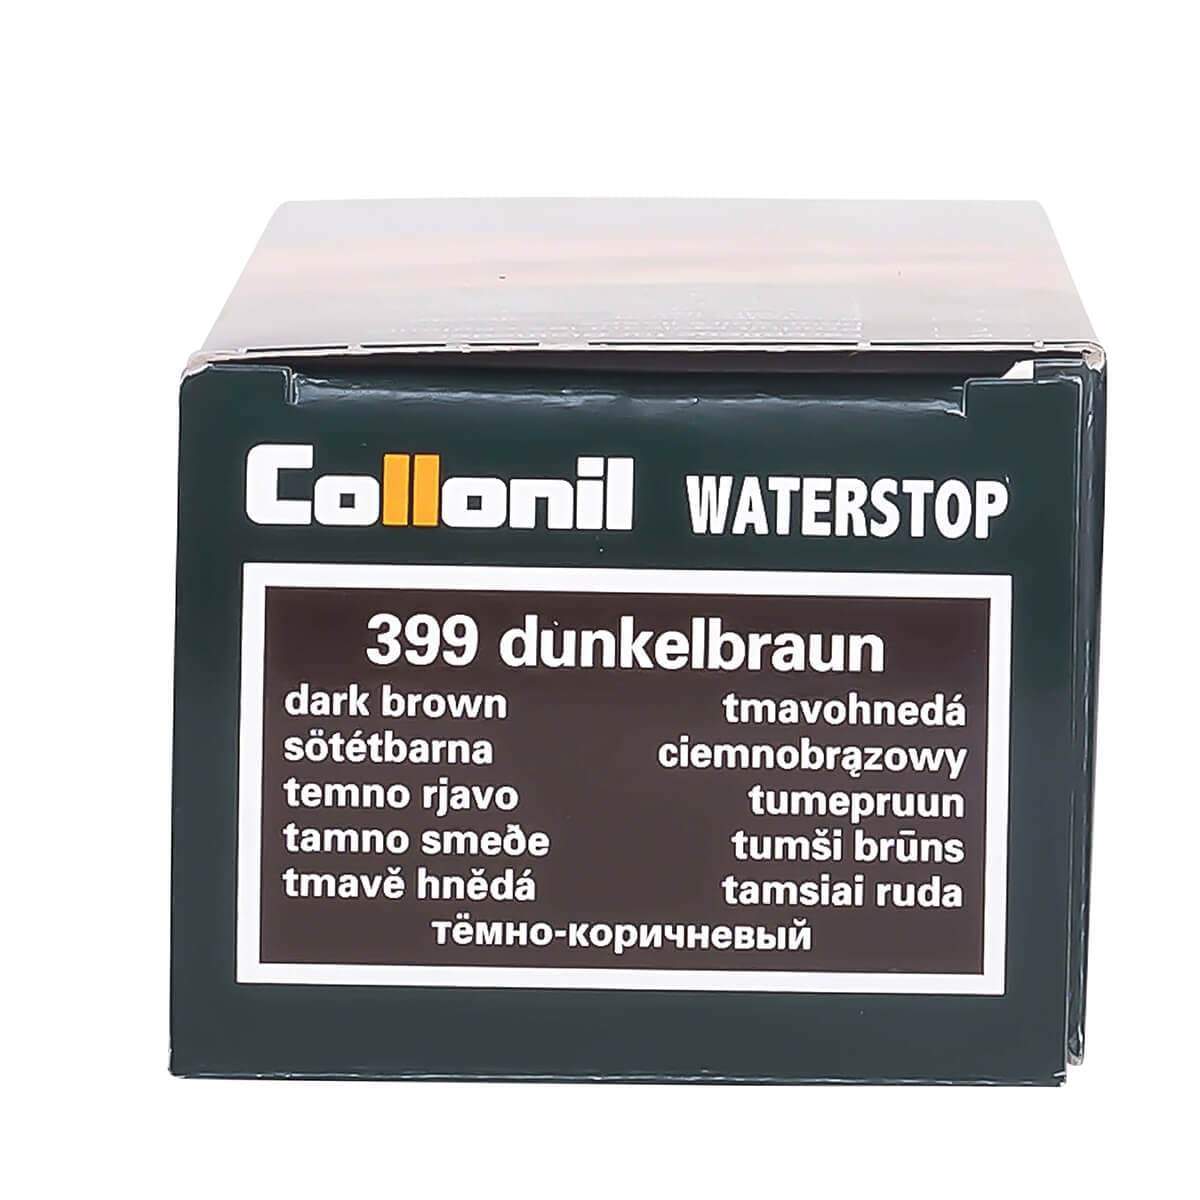 Collonil WATERSTOP
399 dunkelbraun
dark brown
sötétbarna
temno rjavo
tamno smeðe
tmavě hnědá
tmavohnedá
ciemnobrązowy
tumepruun
tumši brūns
tamsiai ruda
тёмно-коричневый